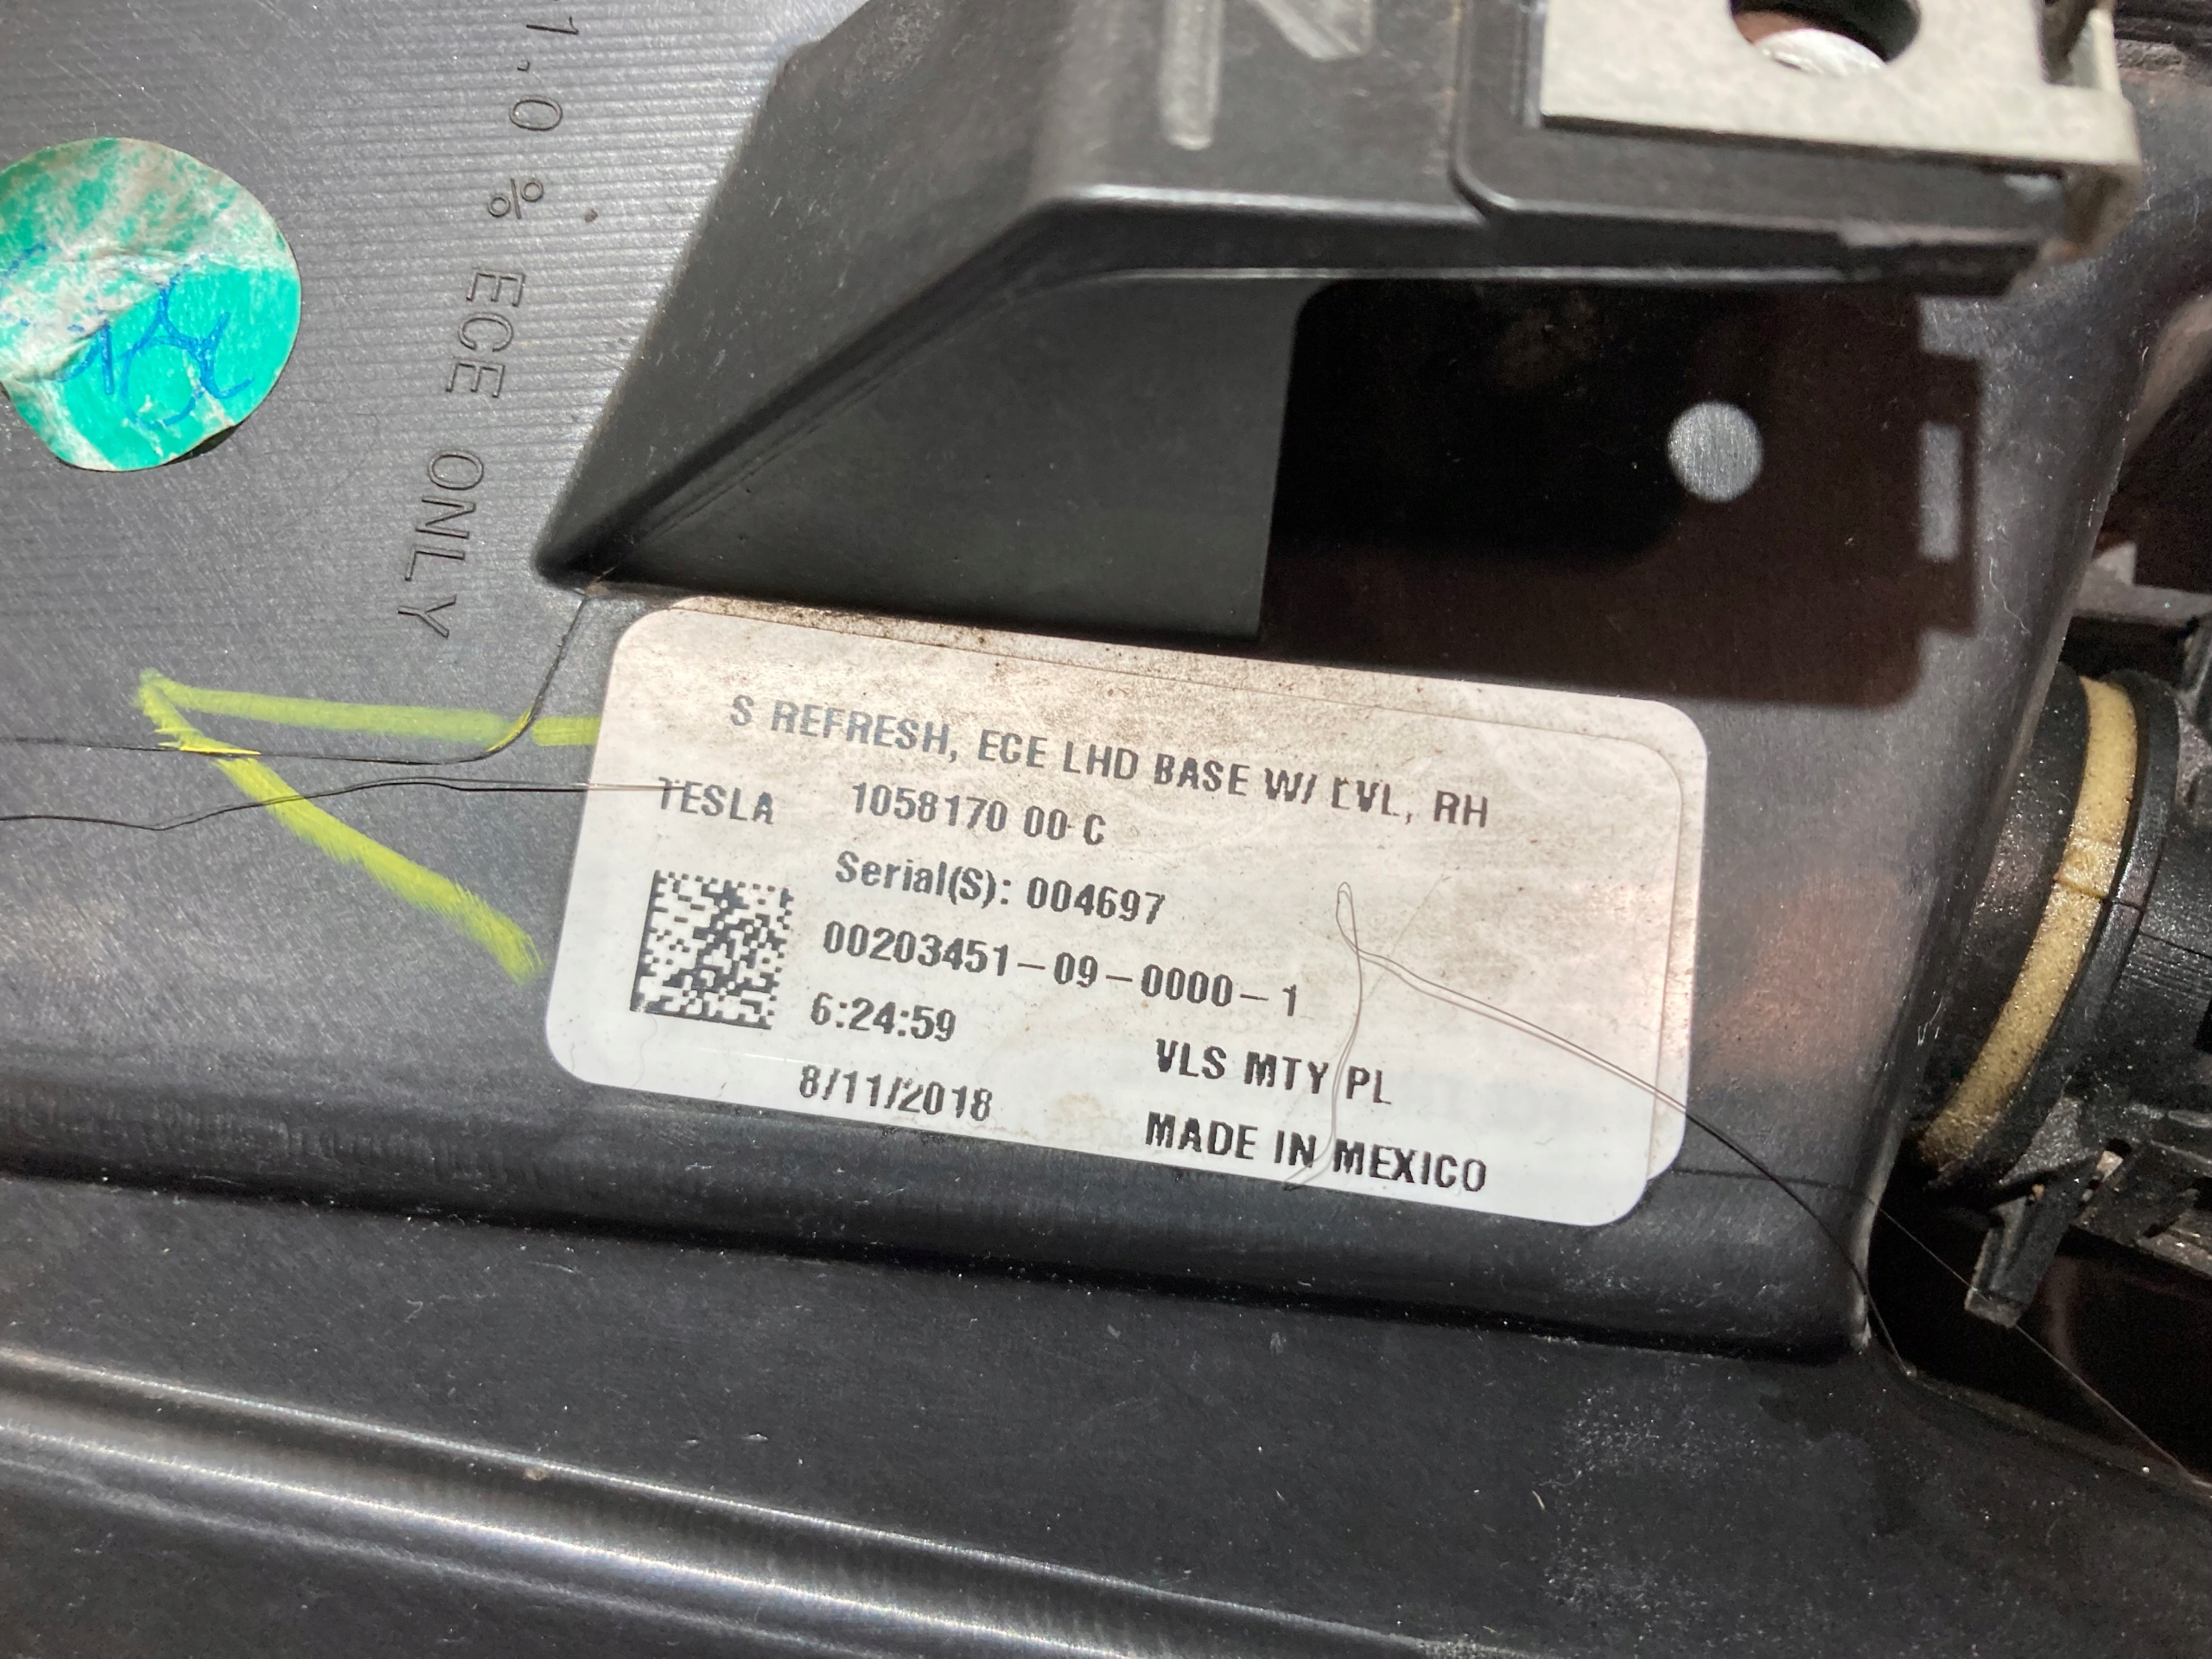 1.0% ECE ONLY
S REFRESH, ECE LHD BASE W/ LVL, RH
TESLA 1058170 00 C
Serial(S): 004697
00203451-09-0000-1
6:24:59
VLS MTY PL
8/11/2018
MADE IN MEXICO